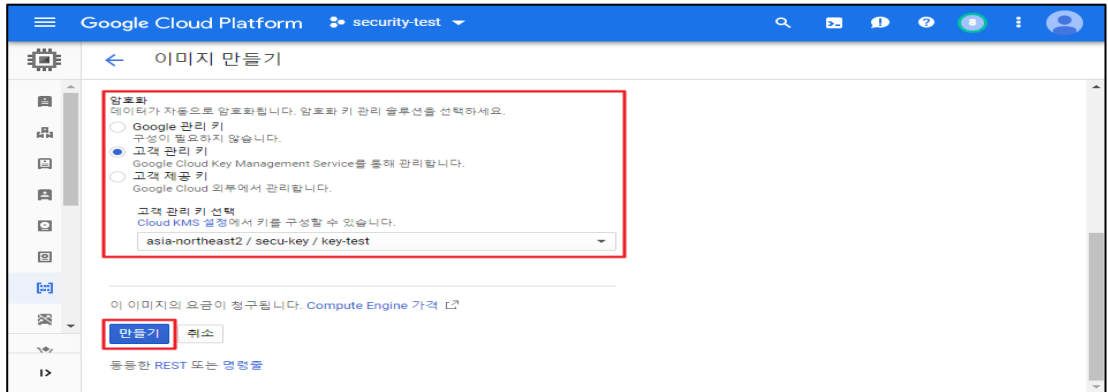 Google Cloud Platform security-test
이미지 만들기
암호화
데이터가 자동으로 암호화됩니다. 암호화 키 관리 솔루션을 선택하세요.
Google 관리 키
구성이 필요하지 않습니다.
고객 관리 키
Google Cloud Key Management Service를 통해 관리합니다.
고객 제공 키
Google Cloud 외부에서 관리합니다.
고객 관리 키 선택
Cloud KMS 설정에서 키를 구성할 수 있습니다.
asia-northeast2 / secu-key / key-test
이 이미지의 요금이 청구됩니다. Compute Engine 가격
만들기 취소
동등한 REST 또는 명령줄